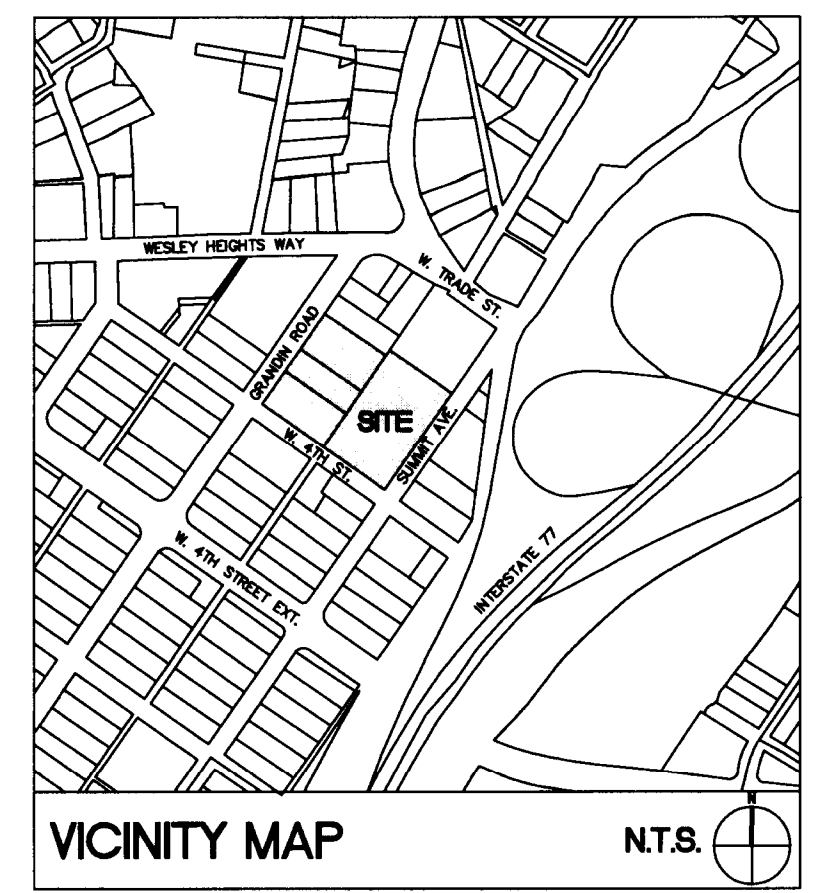 WESLEY HEIGHTS WAY
W. TRADE ST.
GRANDIN ROAD
SITE
SUMMIT AVE.
W. 4TH ST.
INTERSTATE 77
W. 4TH STREET EXT.
VICINITY MAP
N.T.S.
N